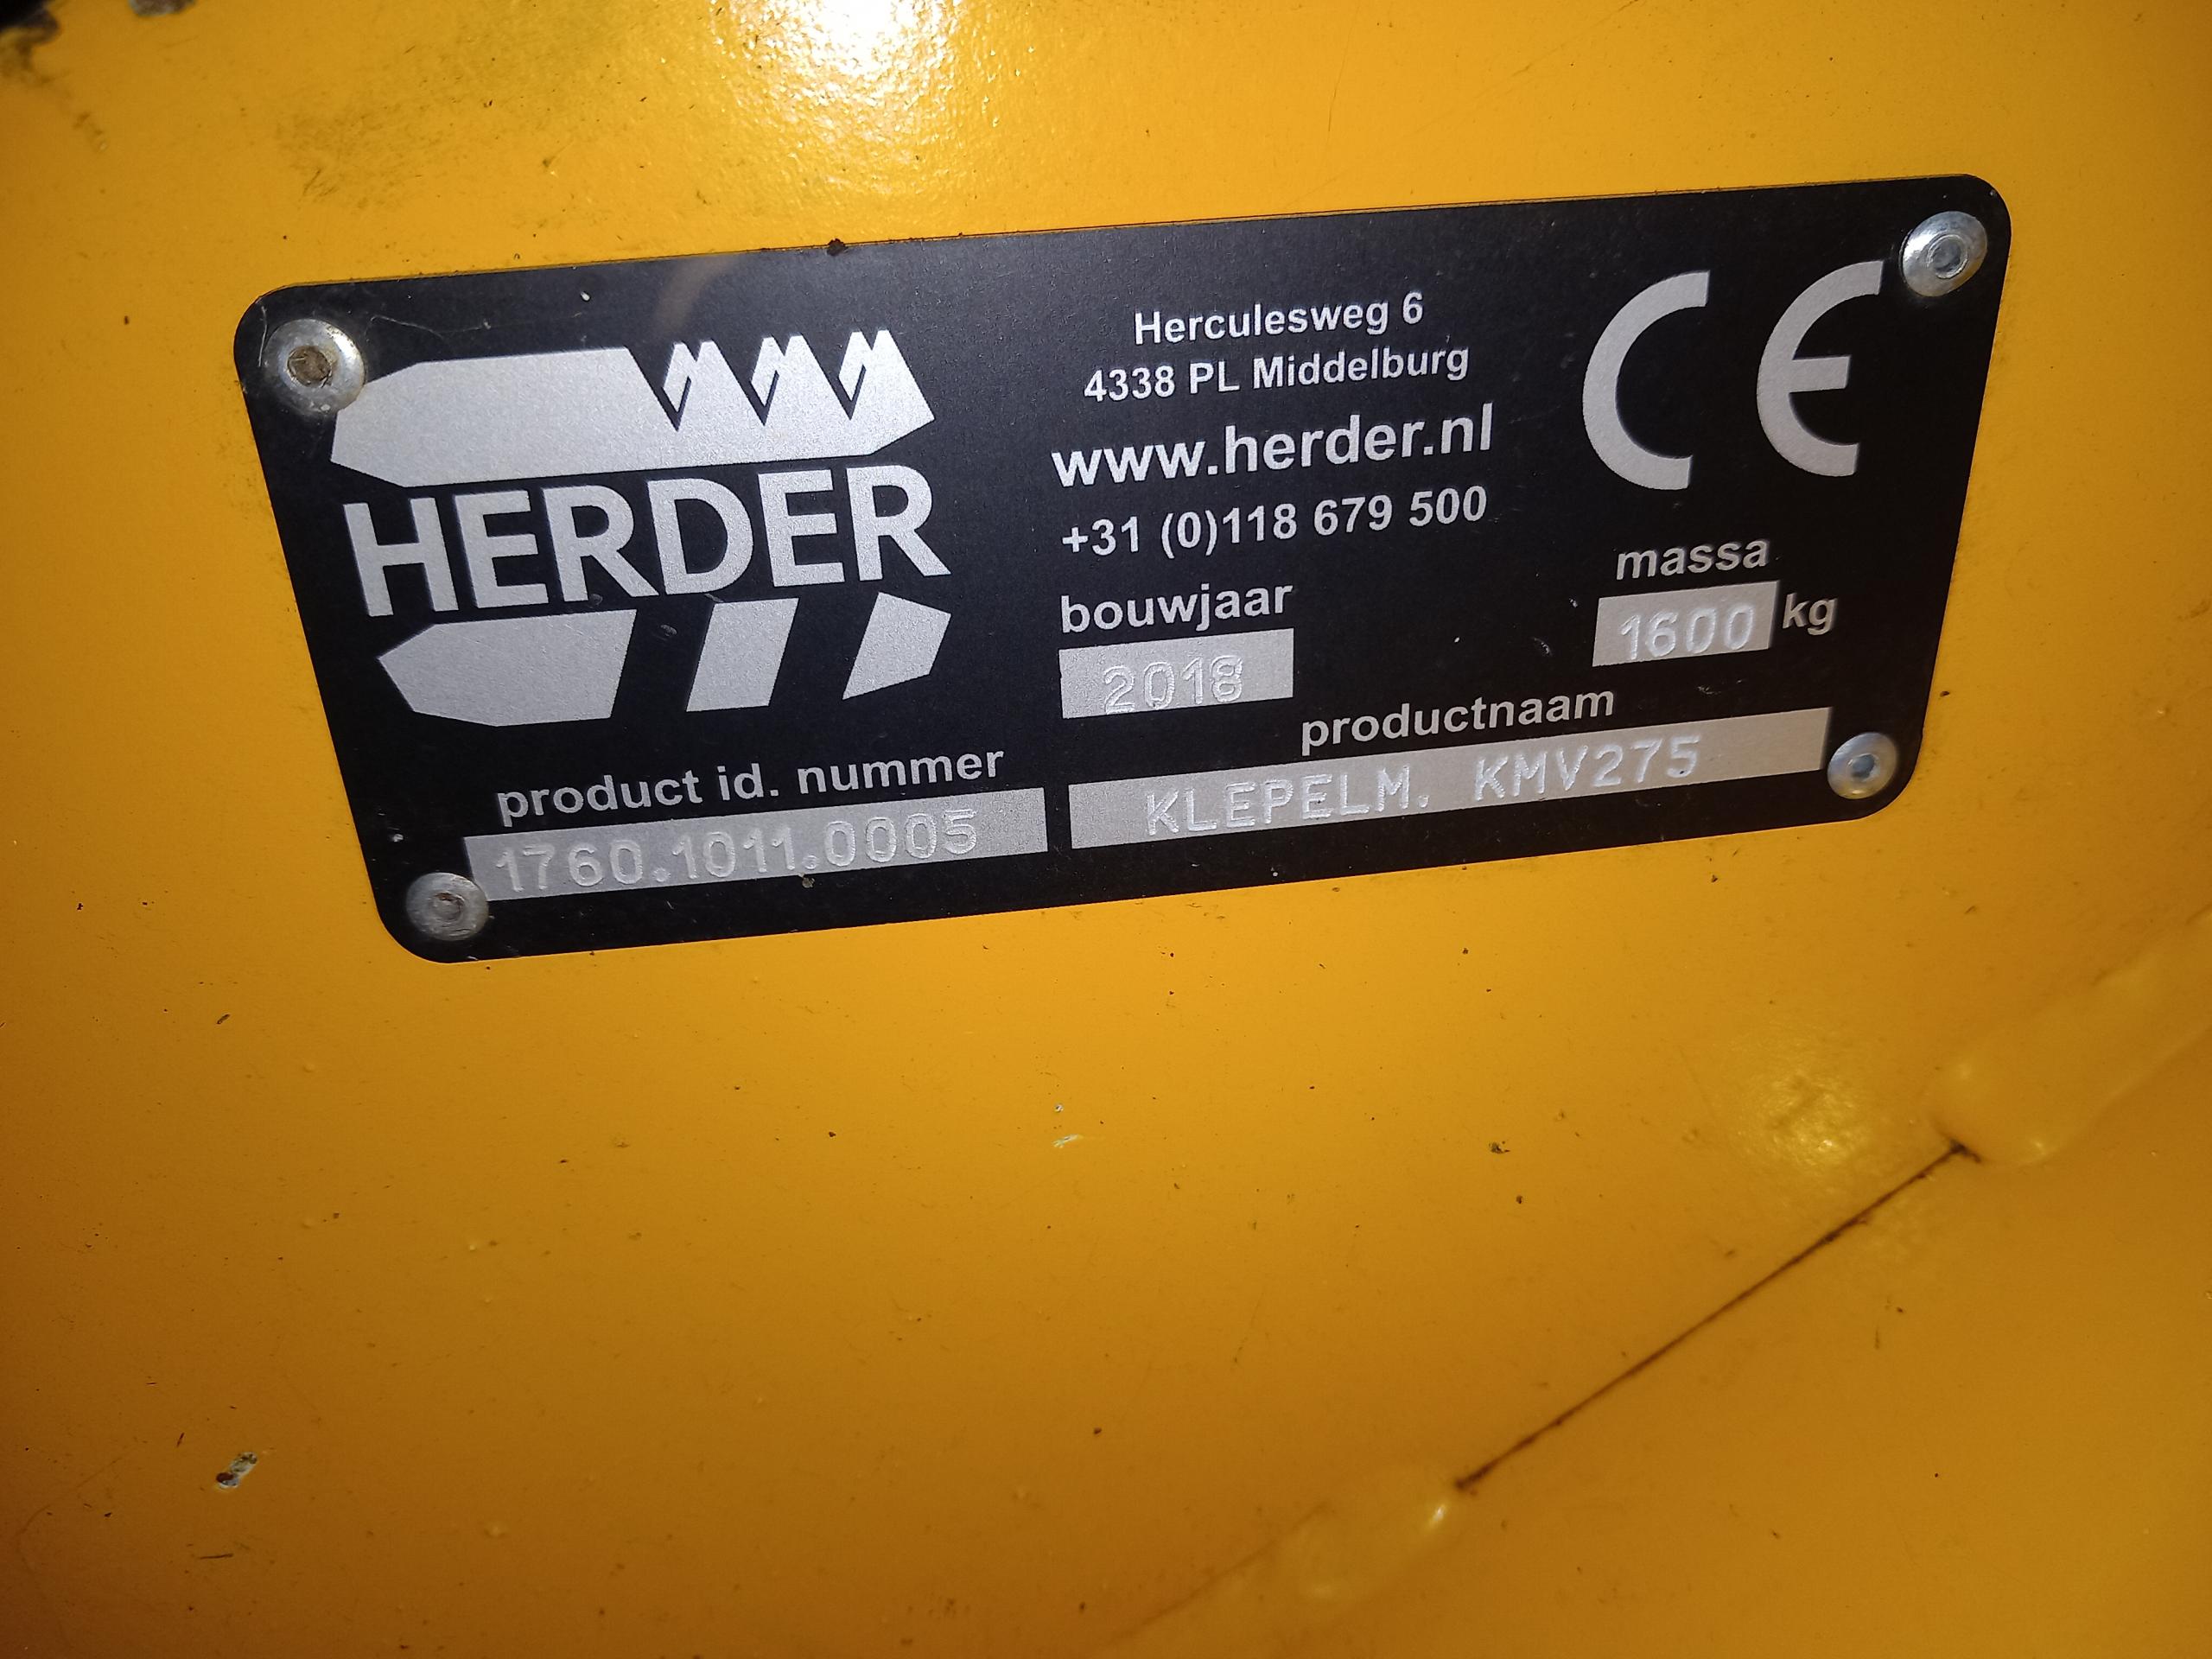 HERDER
Herculesweg 6
4338 PL Middelburg
www.herder.nl
+31 (0)118 679 500
CE
bouwjaar
2018
massa
1600 kg
product id. nummer
1760.1011.0005
productnaam
KLEPELM. KMV275